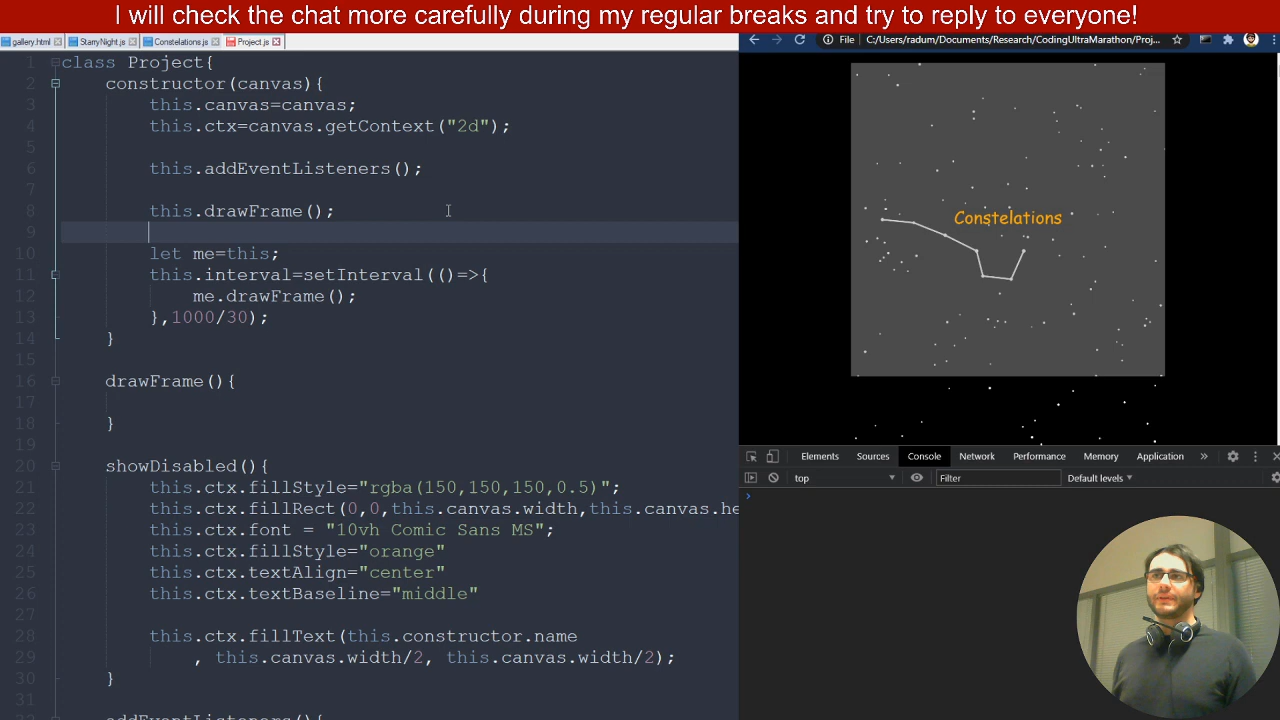 I will check the chat more carefully during my regular breaks and try to reply to everyone!
gallery.html StarryNight.js Constelations.js Project.js
File C:/Users/radum/Documents/Research/CodingUltraMarathon/Proj...
1 class Project{
2 constructor(canvas){
3 this.canvas=canvas;
4 this.ctx=canvas.getContext("2d");
5
6 this.addEventListeners();
7
8 this.drawFrame();
9
10 let me=this;
11 this.interval=setInterval(()=>{
12 me.drawFrame();
13 },1000/30);
14 }
15
16 drawFrame(){
17
18 }
19
20 showDisabled(){
21 this.ctx.fillStyle="rgba(150,150,150,0.5)";
22 this.ctx.fillRect(0,0,this.canvas.width,this.canvas.he
23 this.ctx.font = "10vh Comic Sans MS";
24 this.ctx.fillStyle="orange"
25 this.ctx.textAlign="center"
26 this.ctx.textBaseline="middle"
27
28 this.ctx.fillText(this.constructor.name
29 , this.canvas.width/2, this.canvas.width/2);
30 }
31
addEventListeners(){
Constelations
Elements Sources Console Network Performance Memory Application »
top Filter Default levels